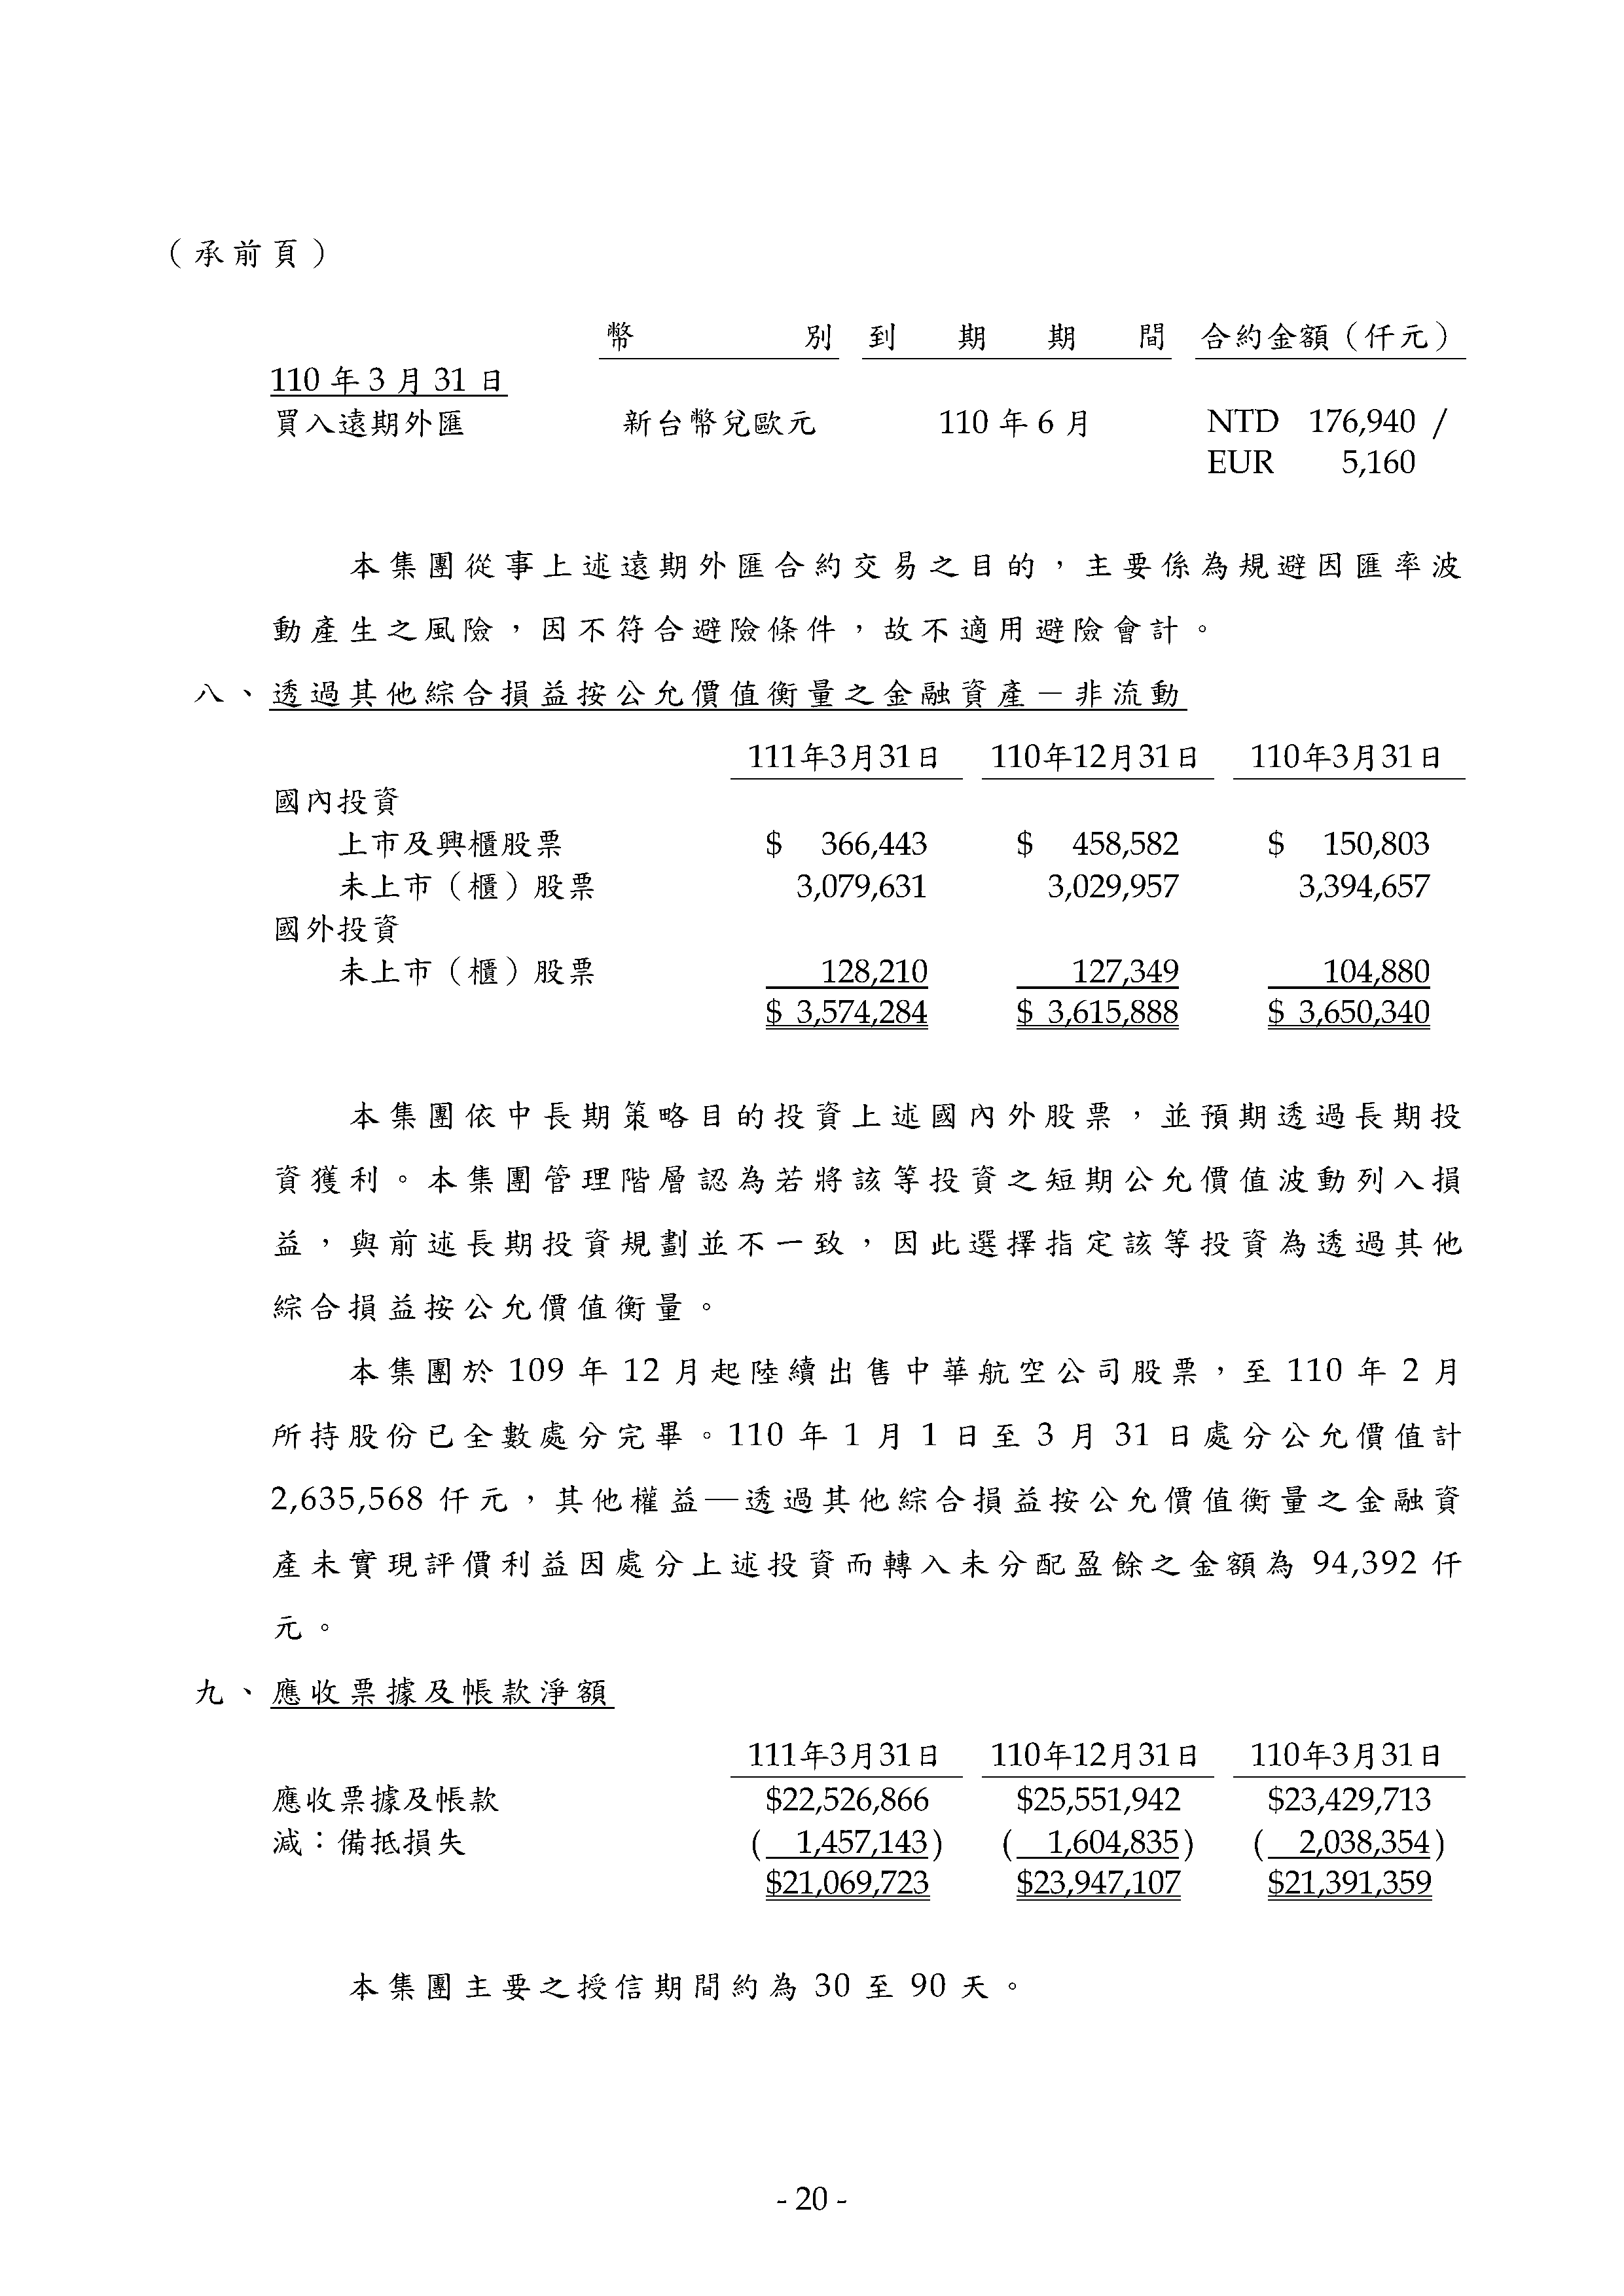 （承前頁）
幣別 到期期間 合約金額（仟元）
110 年 3 月 31 日
買入遠期外匯 新台幣兌歐元 110 年 6 月 NTD 176,940 /
EUR 5,160
本集團從事上述遠期外匯合約交易之目的，主要係為規避因匯率波
動產生之風險，因不符合避險條件，故不適用避險會計。
八、透過其他綜合損益按公允價值衡量之金融資產－非流動
111年3月31日 110年12月31日 110年3月31日
國內投資
上市及興櫃股票 $ 366,443 $ 458,582 $ 150,803
未上市（櫃）股票 3,079,631 3,029,957 3,394,657
國外投資
未上市（櫃）股票 128,210 127,349 104,880
$ 3,574,284 $ 3,615,888 $ 3,650,340
本集團依中長期策略目的投資上述國內外股票，並預期透過長期投
資獲利。本集團管理階層認為若將該等投資之短期公允價值波動列入損
益，與前述長期投資規劃並不一致，因此選擇指定該等投資為透過其他
綜合損益按公允價值衡量。
本集團於 109 年 12 月起陸續出售中華航空公司股票，至 110 年 2 月
所持股份已全數處分完畢。110 年 1 月 1 日至 3 月 31 日處分公允價值計
2,635,568 仟元，其他權益—透過其他綜合損益按公允價值衡量之金融資
產未實現評價利益因處分上述投資而轉入未分配盈餘之金額為 94,392 仟
元。
九、應收票據及帳款淨額
111年3月31日 110年12月31日 110年3月31日
應收票據及帳款 $22,526,866 $25,551,942 $23,429,713
減：備抵損失 ( 1,457,143) ( 1,604,835) ( 2,038,354)
$21,069,723 $23,947,107 $21,391,359
本集團主要之授信期間約為 30 至 90 天。
- 20 -